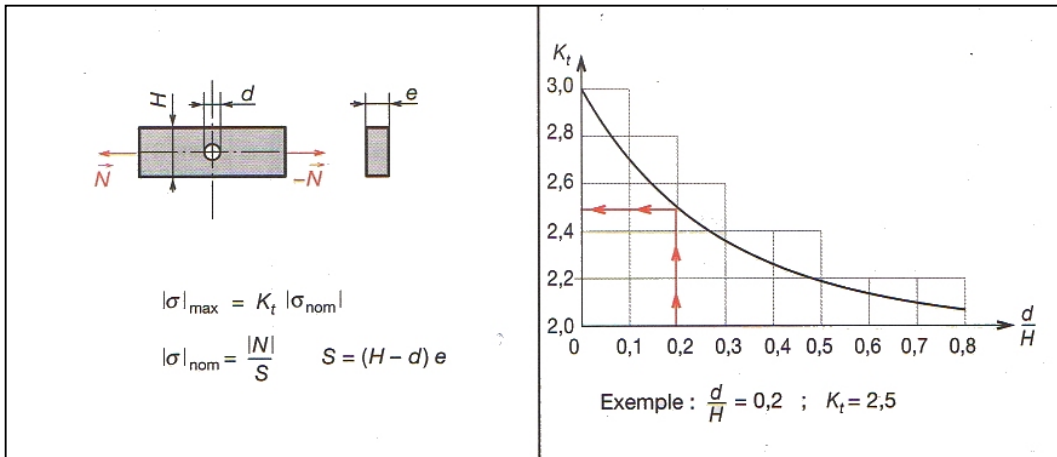 H
d
e
N
–N
|σ|max = Kt |σnom|
|σ|nom = |N| / S S = (H – d) e
Kt
3,0
2,8
2,6
2,4
2,2
2,0
0 0,1 0,2 0,3 0,4 0,5 0,6 0,7 0,8
d/H
Exemple : d/H = 0,2 ; Kt = 2,5